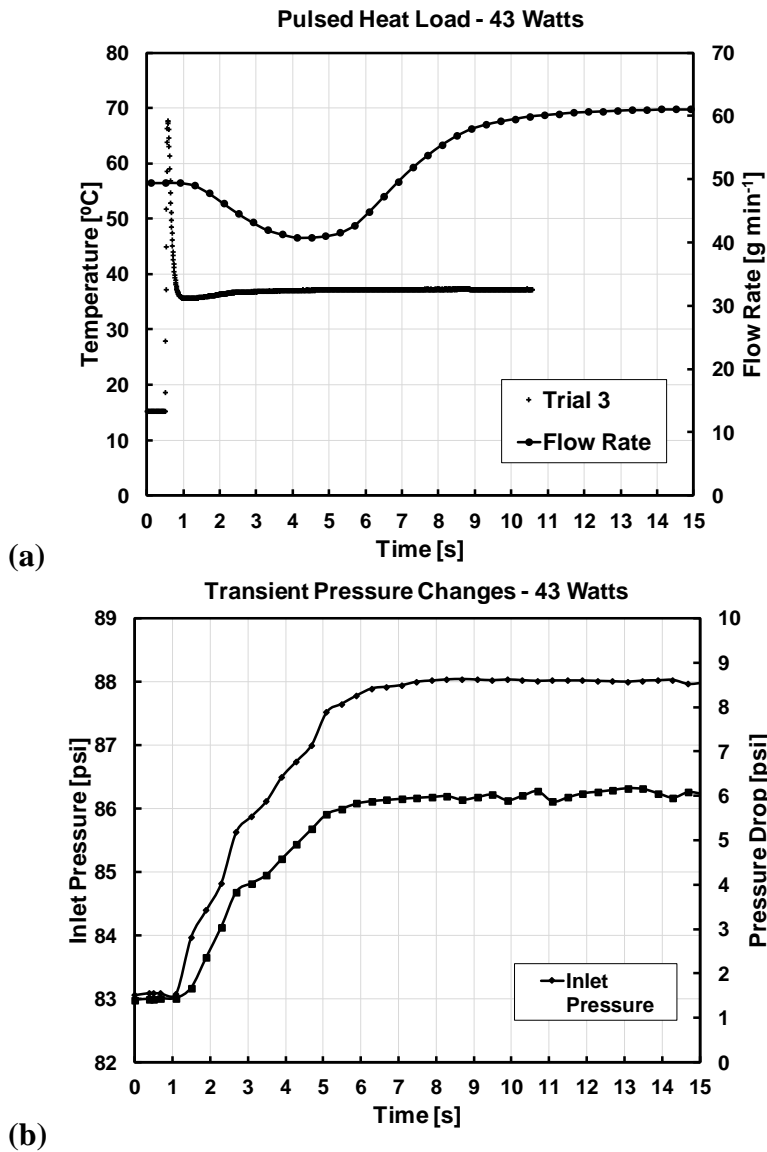 Pulsed Heat Load - 43 Watts
80
70
60
50
40
30
20
10
0
Temperature [ºC]
70
60
50
40
30
20
10
0
Flow Rate [g min⁻¹]
Trial 3
Flow Rate
0 1 2 3 4 5 6 7 8 9 10 11 12 13 14 15
Time [s]
(a)
Transient Pressure Changes - 43 Watts
89
88
87
86
85
84
83
82
Inlet Pressure [psi]
10
9
8
7
6
5
4
3
2
1
0
Pressure Drop [psi]
Inlet
Pressure
0 1 2 3 4 5 6 7 8 9 10 11 12 13 14 15
Time [s]
(b)